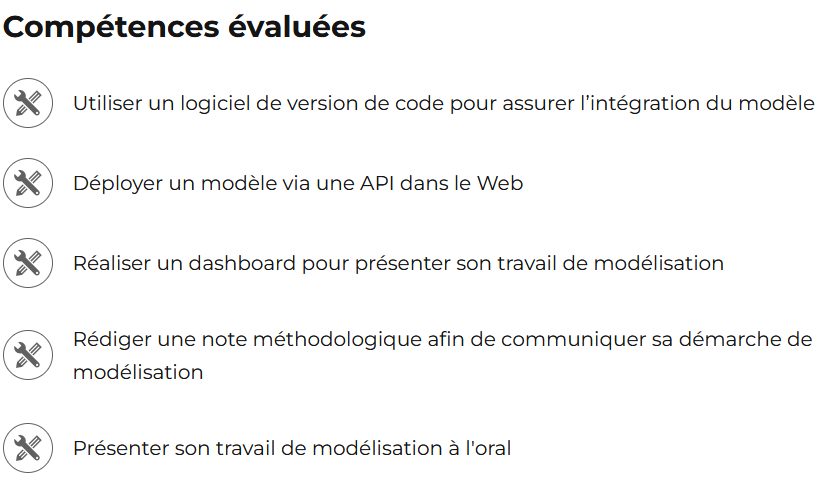 Compétences évaluées
Utiliser un logiciel de version de code pour assurer l’intégration du modèle
Déployer un modèle via une API dans le Web
Réaliser un dashboard pour présenter son travail de modélisation
Rédiger une note méthodologique afin de communiquer sa démarche de
modélisation
Présenter son travail de modélisation à l'oral